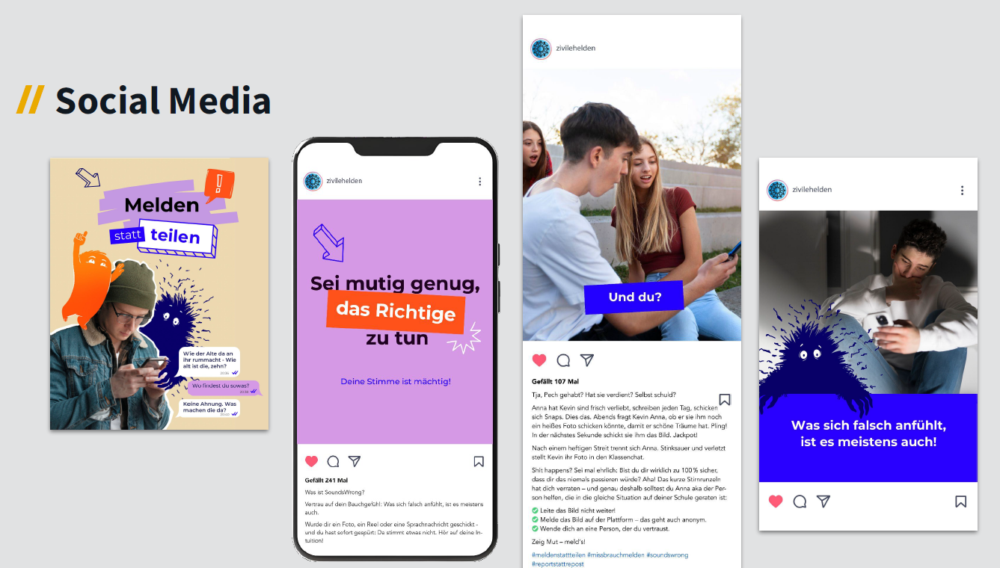 // Social Media
Melden
statt teilen
Wie der Alte da an
ihr rummacht - Wie
alt ist die, zehn?
20:36
Wo findest du sowas?
20:38
Keine Ahnung. Was
machen die da?
20:40
zivilehelden
Sei mutig genug,
das Richtige
zu tun
Deine Stimme ist mächtig!
Gefällt 241 Mal
Was ist SoundsWrong?
Vertrau auf dein Bauchgefühl: Was sich falsch anfühlt, ist es meistens
auch.
Wurde dir ein Foto, ein Reel oder eine Sprachnachricht geschickt -
und du hast sofort gespürt: Da stimmt etwas nicht. Hör auf deine In-
tuition!
zivilehelden
Und du?
Gefällt 107 Mal
Tja, Pech gehabt? Hat sie verdient? Selbst schuld?
Anna hat Kevin sind frisch verliebt, schreiben jeden Tag, schicken
sich Snaps. Dies das. Abends fragt Kevin Anna, ob er sie ihm noch
ein heißes Foto schicken könnte, damit er schöne Träume hat. Pling!
In der nächstes Sekunde schickt sie ihm das Bild. Jackpot!
Nach einem heftigen Streit trennt sich Anna. Stinksauer und verletzt
stellt Kevin ihr Foto in den Klassenchat.
Shit happens? Sei mal ehrlich: Bist du dir wirklich zu 100 % sicher,
dass dir das niemals passieren würde? Aha! Das kurze Stirnrunzeln
hat dich verraten – und genau deshalb solltest du Anna aka der Per-
son helfen, die in die gleiche Situation auf deiner Schule geraten ist:
Leite das Bild nicht weiter!
Melde das Bild auf der Plattform – das geht auch anonym.
Wende dich an eine Person, der du vertraust.
Zeig Mut – meld's!
#meldenstattteilen #missbrauchmelden #soundswrong
#reportstattrepost
zivilehelden
Was sich falsch anfühlt,
ist es meistens auch!